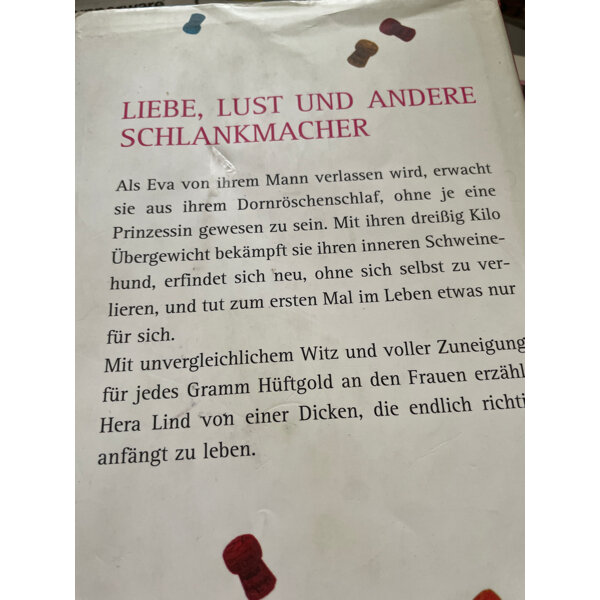 LIEBE, LUST UND ANDERE
SCHLANKMACHER
Als Eva von ihrem Mann verlassen wird, erwacht
sie aus ihrem Dornröschenschlaf, ohne je eine
Prinzessin gewesen zu sein. Mit ihren dreißig Kilo
Übergewicht bekämpft sie ihren inneren Schweine-
hund, erfindet sich neu, ohne sich selbst zu ver-
lieren, und tut zum ersten Mal im Leben etwas nur
für sich.
Mit unvergleichlichem Witz und voller Zuneigung
für jedes Gramm Hüftgold an den Frauen erzähl
Hera Lind von einer Dicken, die endlich richti
anfängt zu leben.